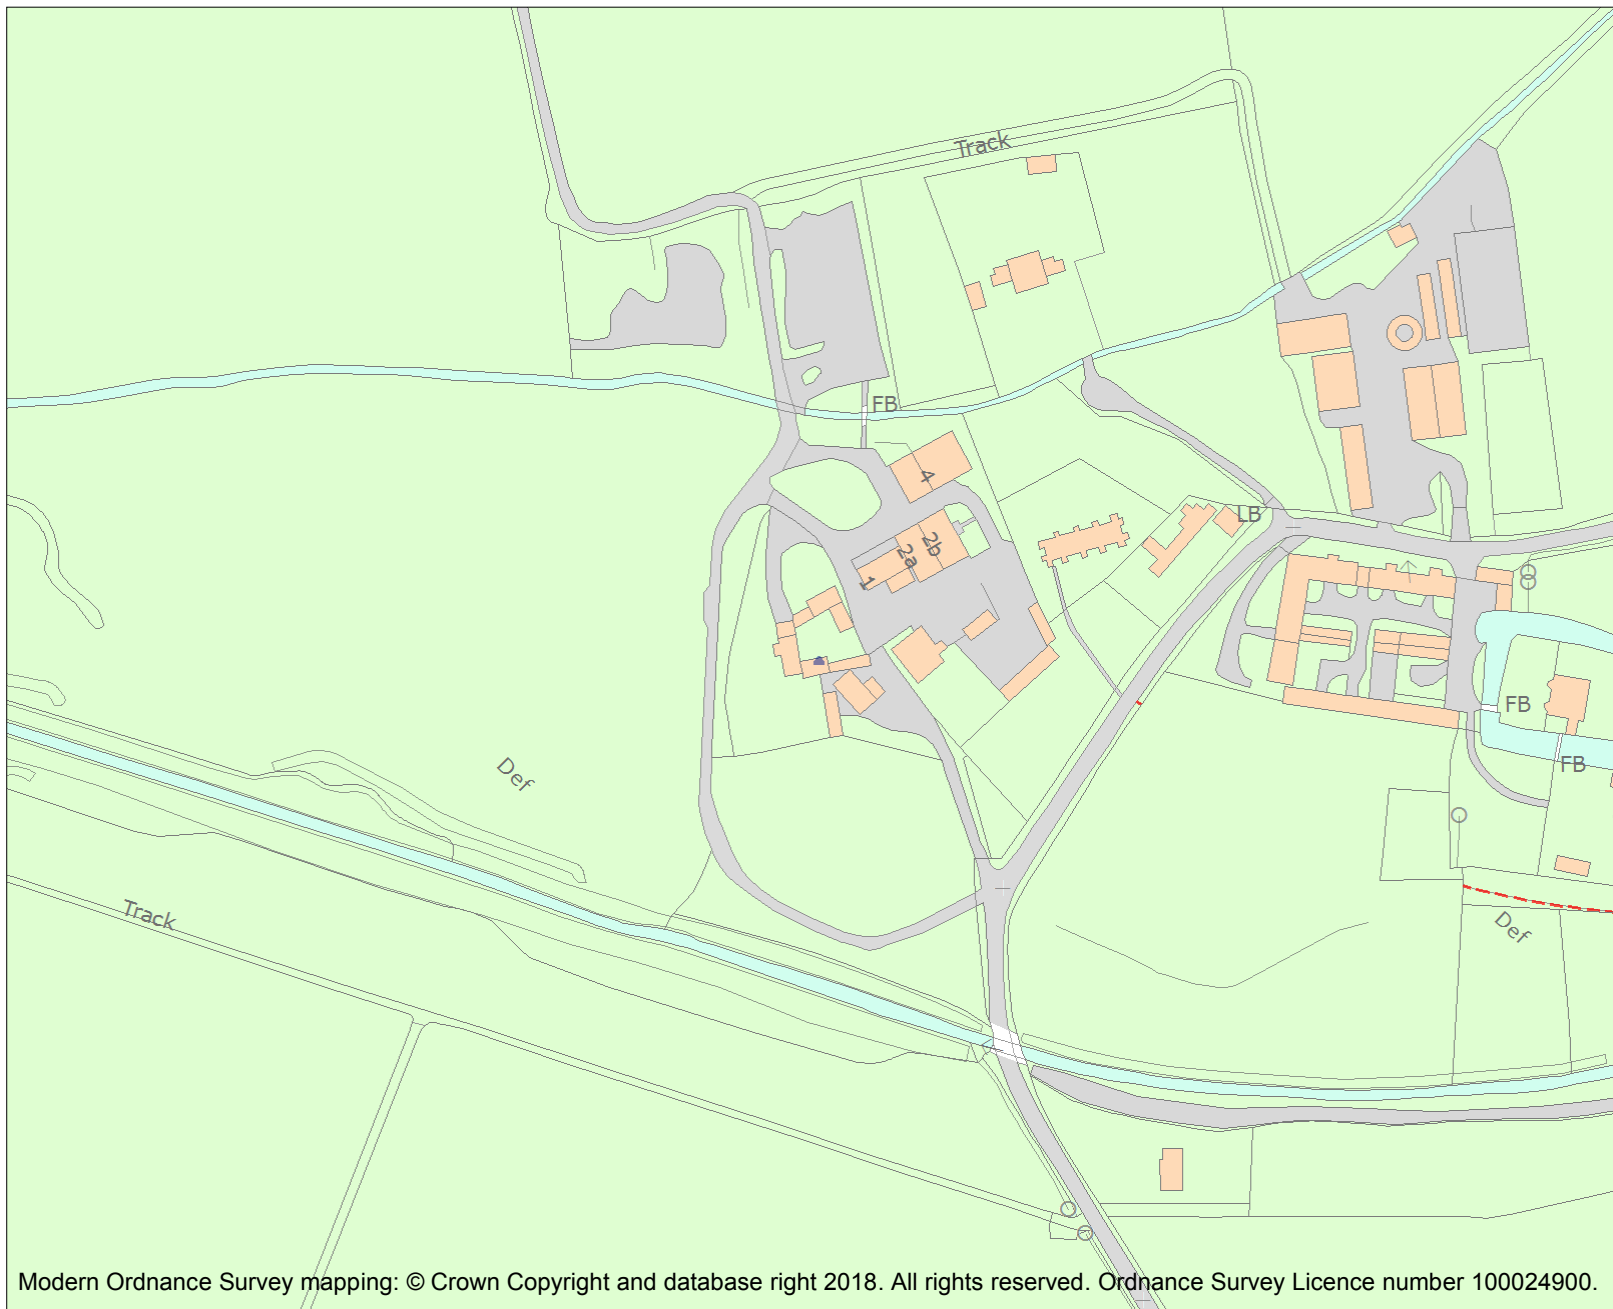 Track
FB
4
LB
2b
2a
1
FB
FB
Def
Track
Def
Modern Ordnance Survey mapping: © Crown Copyright and database right 2018. All rights reserved. Ordnance Survey Licence number 100024900.